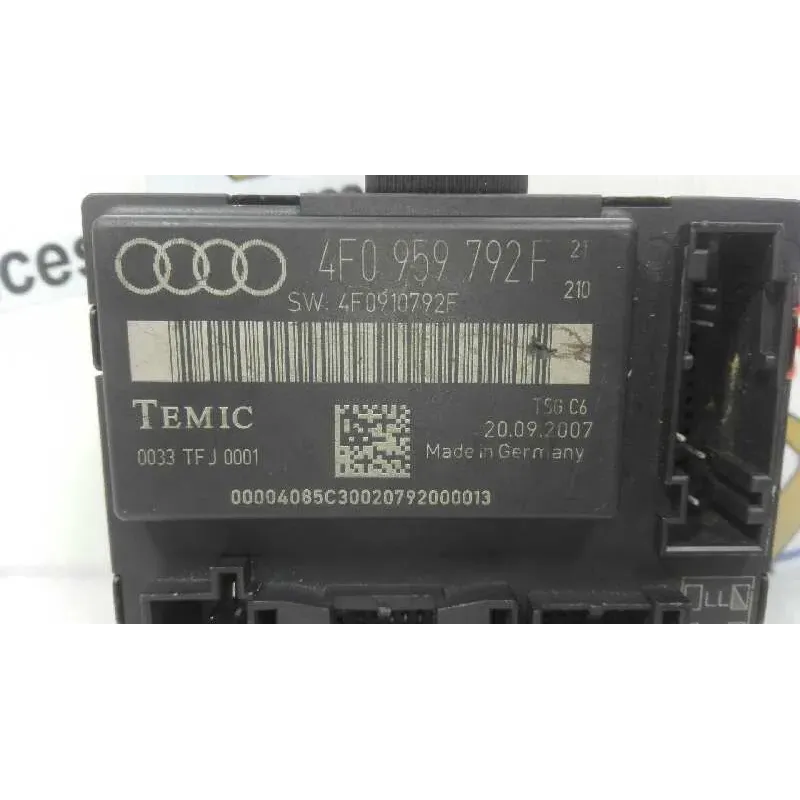 4F0 959 792F 21
210
SW: 4F0910792F
TEMIC
TSG C6
20.09.2007
0033 TFJ 0001
Made in Germany
00004085C30020792000013